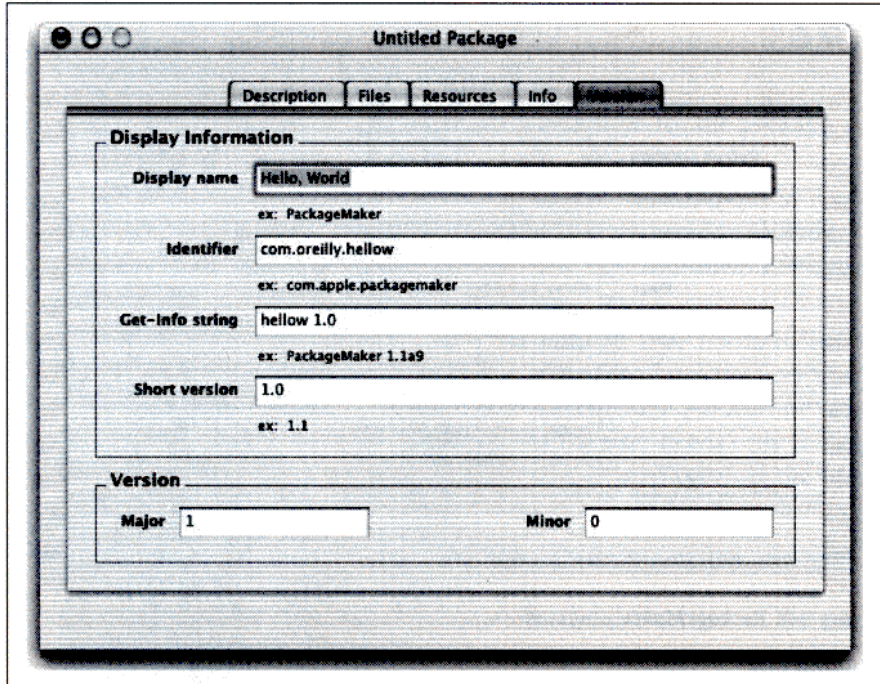 Untitled Package
Description Files Resources Info
Display Information
Display name Hello, World
ex: PackageMaker
Identifier com.oreilly.hellow
ex: com.apple.packagemaker
Get-Info string hellow 1.0
ex: PackageMaker 1.1a9
Short version 1.0
ex: 1.1
Version
Major 1 Minor 0